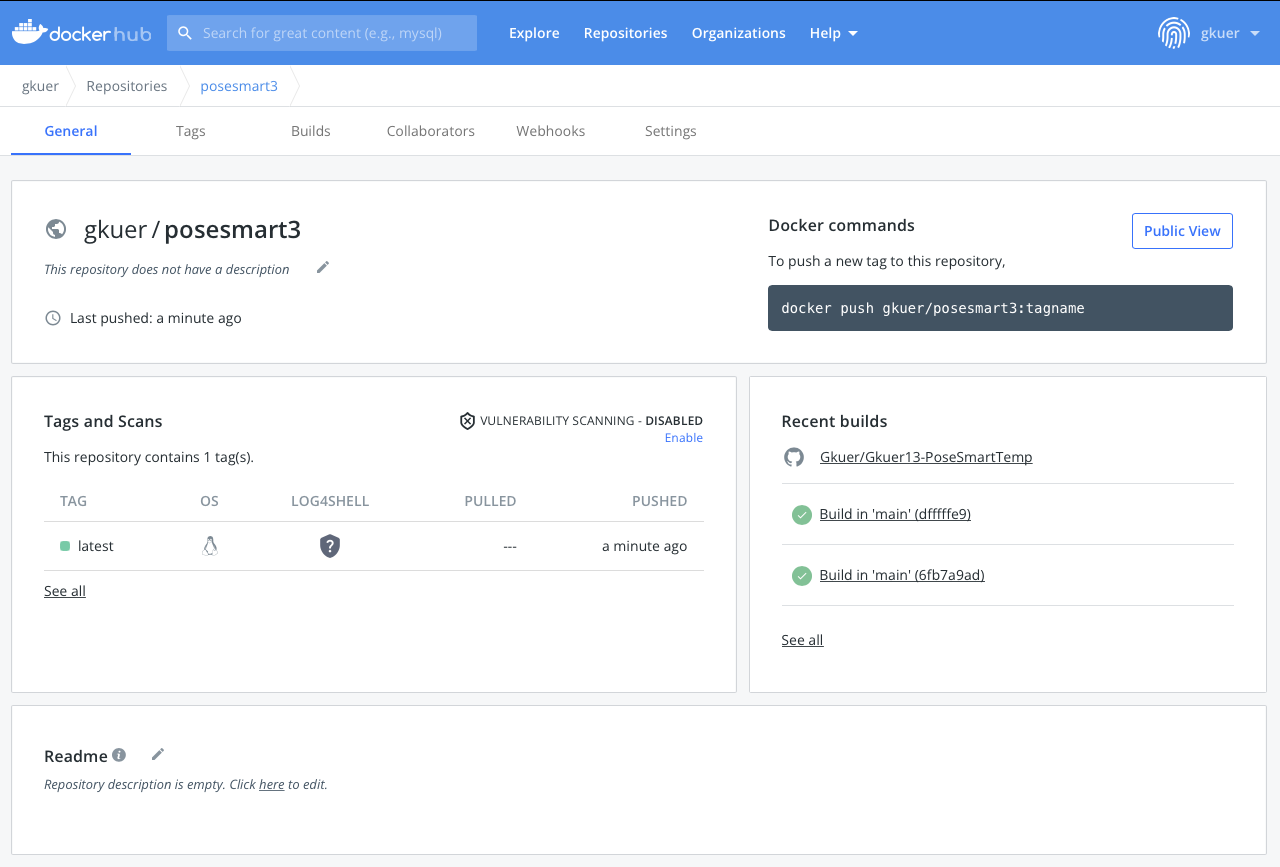 docker hub
Search for great content (e.g., mysql)
Explore
Repositories
Organizations
Help
gkuer
gkuer
Repositories
posesmart3
General
Tags
Builds
Collaborators
Webhooks
Settings
gkuer / posesmart3
This repository does not have a description
Last pushed: a minute ago
Docker commands
Public View
To push a new tag to this repository,
docker push gkuer/posesmart3:tagname
Tags and Scans
VULNERABILITY SCANNING - DISABLED
Enable
This repository contains 1 tag(s).
TAG OS LOG4SHELL PULLED PUSHED
latest ? --- a minute ago
See all
Recent builds
Gkuer/Gkuer13-PoseSmartTemp
Build in 'main' (dfffffe9)
Build in 'main' (6fb7a9ad)
See all
Readme
Repository description is empty. Click here to edit.